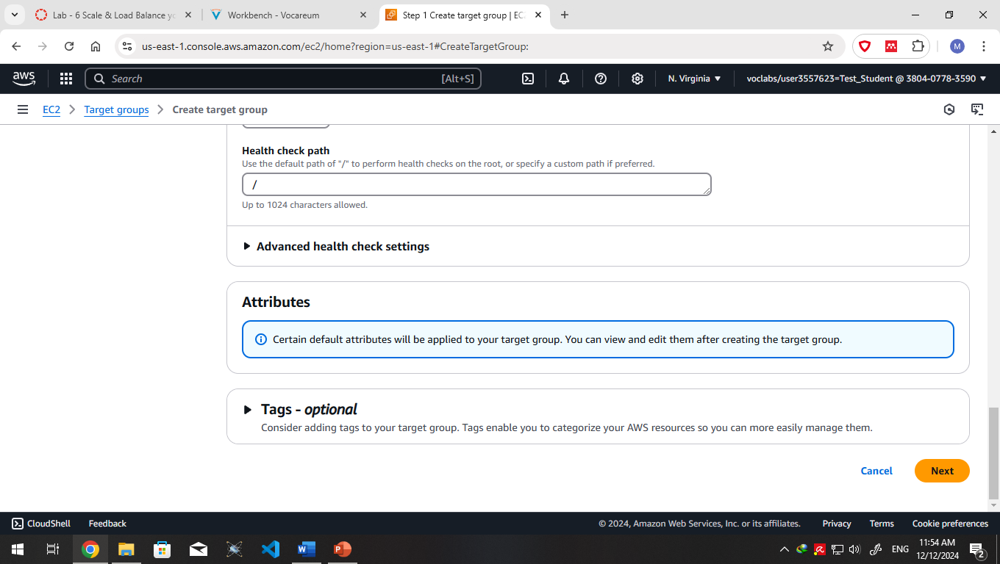 Lab - 6 Scale & Load Balance yo
Workbench - Vocareum
Step 1 Create target group | EC
us-east-1.console.aws.amazon.com/ec2/home?region=us-east-1#CreateTargetGroup:
M
aws
Search
[Alt+S]
N. Virginia
voclabs/user3557623=Test_Student @ 3804-0778-3590
EC2
Target groups
Create target group
Health check path
Use the default path of "/" to perform health checks on the root, or specify a custom path if preferred.
/
Up to 1024 characters allowed.
Advanced health check settings
Attributes
Certain default attributes will be applied to your target group. You can view and edit them after creating the target group.
Tags - optional
Consider adding tags to your target group. Tags enable you to categorize your AWS resources so you can more easily manage them.
Cancel
Next
CloudShell
Feedback
© 2024, Amazon Web Services, Inc. or its affiliates.
Privacy
Terms
Cookie preferences
ENG
11:54 AM
12/12/2024
2